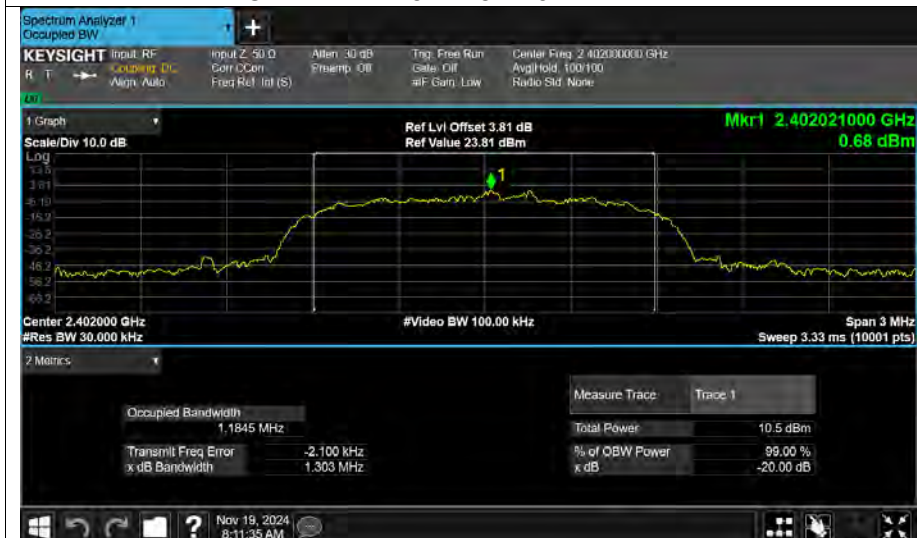 Spectrum Analyzer 1
Occupied BW
+
KEYSIGHT Input: RF Input Z: 50 Ω Atten: 30 dB Trig: Free Run Center Freq: 2.402000000 GHz
R T Coupling: DC Corr CCorr Preamp: Off Gate: Off Avg|Hold: 100/100
Align: Auto Freq Ref: Int (S) #IF Gain: Low Radio Std: None
1 Graph
Ref Lvl Offset 3.81 dB Mkr1 2.402021000 GHz
Scale/Div 10.0 dB Ref Value 23.81 dBm 0.68 dBm
Log
13.8
3.81
-6.19
-16.2
-26.2
-36.2
-46.2
-56.2
-66.2
1
Center 2.402000 GHz #Video BW 100.00 kHz Span 3 MHz
#Res BW 30.000 kHz Sweep 3.33 ms (10001 pts)
2 Metrics
Measure Trace Trace 1
Occupied Bandwidth
1.1845 MHz Total Power 10.5 dBm
Transmit Freq Error -2.100 kHz % of OBW Power 99.00 %
x dB Bandwidth 1.303 MHz x dB -20.00 dB
? Nov 19, 2024
8:11:35 AM